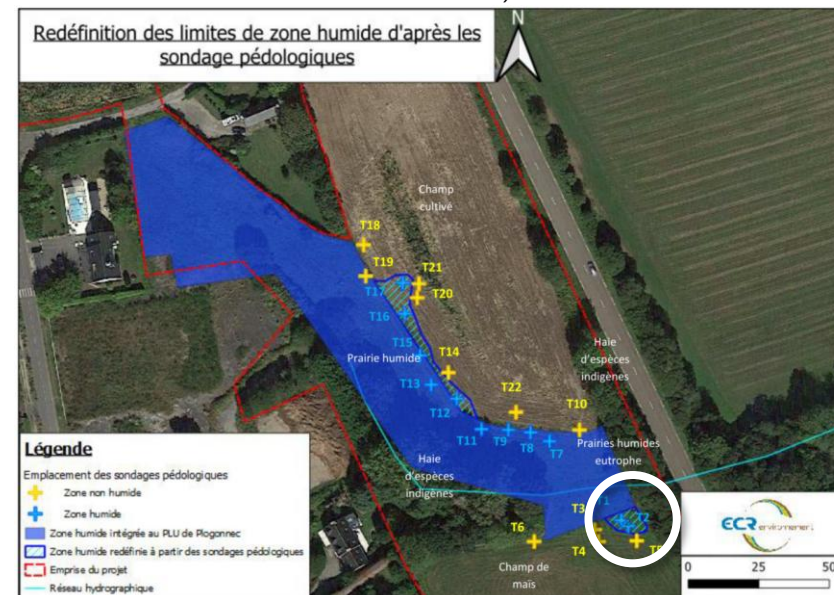 Redéfinition des limites de zone humide d'après les
sondage pédologiques
N
Champ
cultivé
T18
T19
T21
T17
T20
T16
T15
Prairie humide
T14
T13
T12
Haie
d'espèces
indigènes
T22
T10
T11
T9
T8
T7
Prairies humides
eutrophe
Haie
d'espèces
indigènes
T3
T6
T4
Champ de
maïs
Légende
Emplacement des sondages pédologiques
Zone non humide
Zone humide
Zone humide intégrée au PLU de Plogonnec
Zone humide redéfinie à partir des sondages pédologiques
Emprise du projet
Réseau hydrographique
ECR environnement
0 25 50